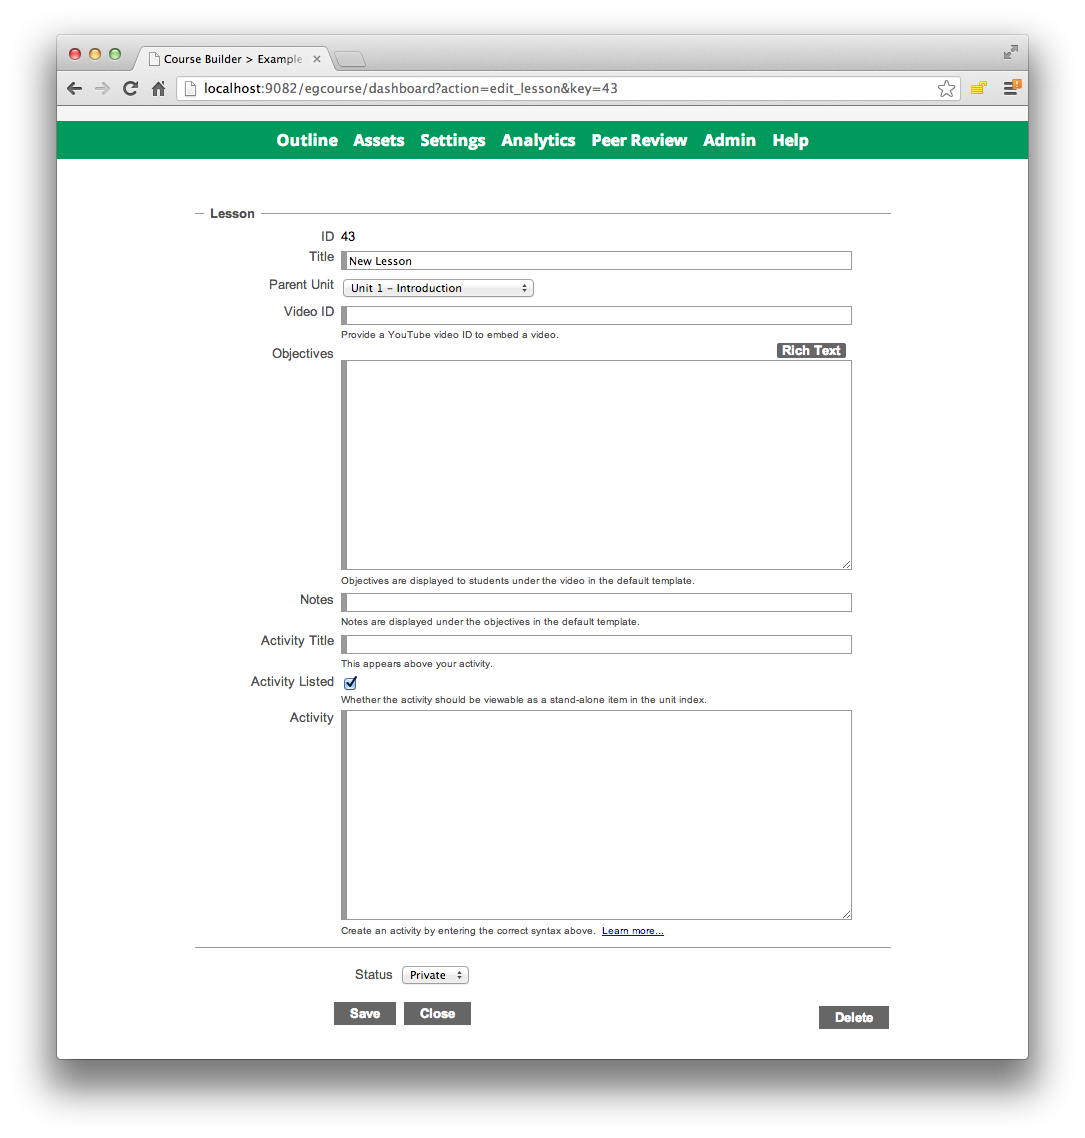 Course Builder > Example
localhost:9082/egcourse/dashboard?action=edit_lesson&key=43
Outline Assets Settings Analytics Peer Review Admin Help
Lesson
ID 43
Title New Lesson
Parent Unit Unit 1 – Introduction
Video ID
Provide a YouTube video ID to embed a video.
Objectives Rich Text
Objectives are displayed to students under the video in the default template.
Notes
Notes are displayed under the objectives in the default template.
Activity Title
This appears above your activity.
Activity Listed
Whether the activity should be viewable as a stand-alone item in the unit index.
Activity
Create an activity by entering the correct syntax above. Learn more...
Status Private
Save Close Delete